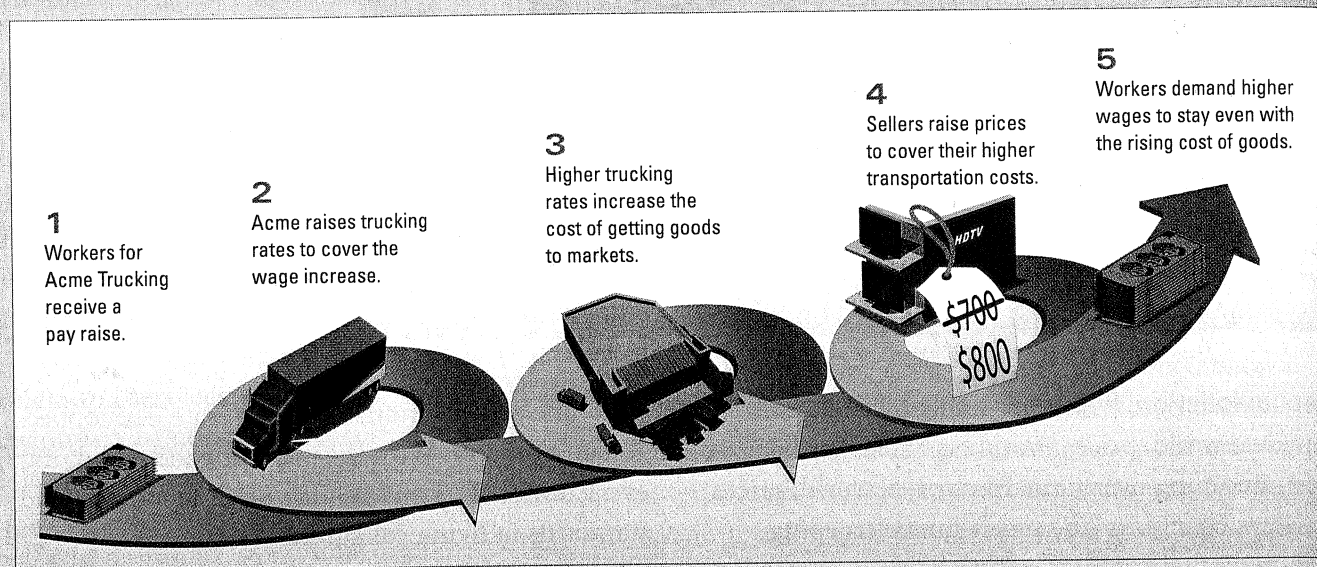 1
Workers for
Acme Trucking
receive a
pay raise.
2
Acme raises trucking
rates to cover the
wage increase.
3
Higher trucking
rates increase the
cost of getting goods
to markets.
4
Sellers raise prices
to cover their higher
transportation costs.
HDTV
$700
$800
5
Workers demand higher
wages to stay even with
the rising cost of goods.